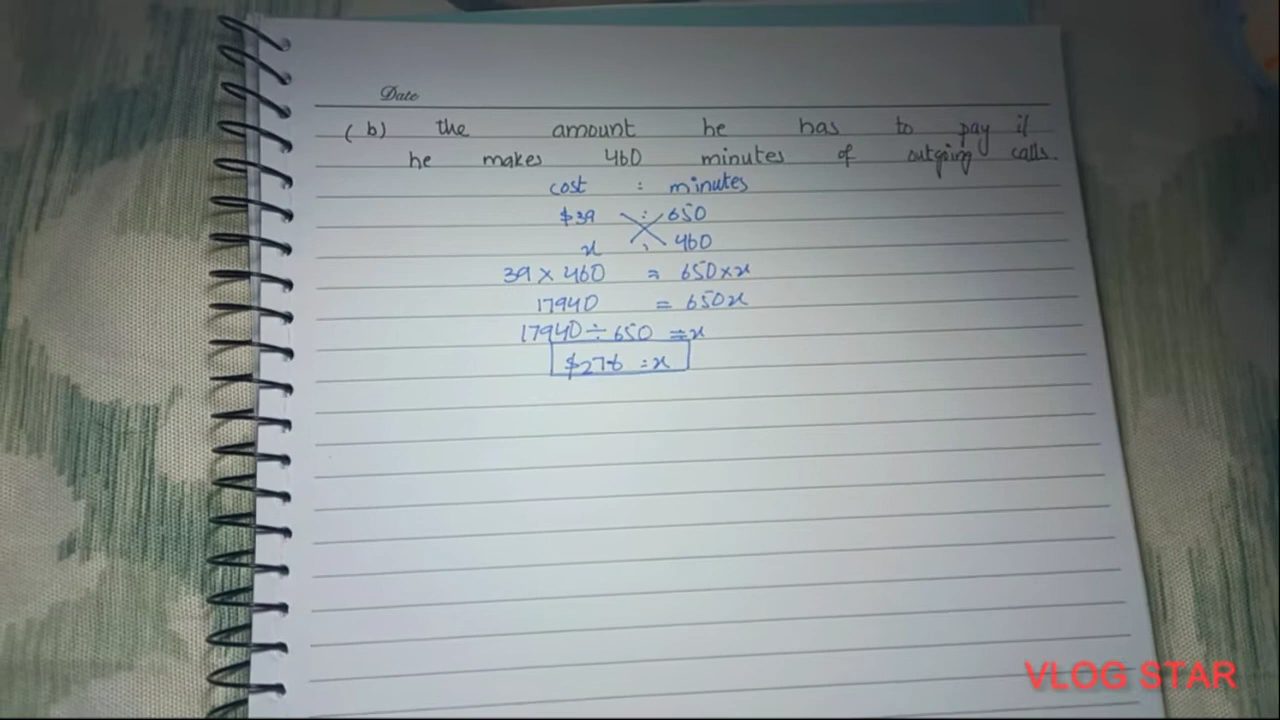 Date
(b) the amount he has to pay if
he makes 460 minutes of outgoing calls.
cost : minutes
$39 : 650
x : 460
39 × 460 = 650 × x
17940 = 650x
17940 ÷ 650 = x
$27.6 = x
VLOG STAR